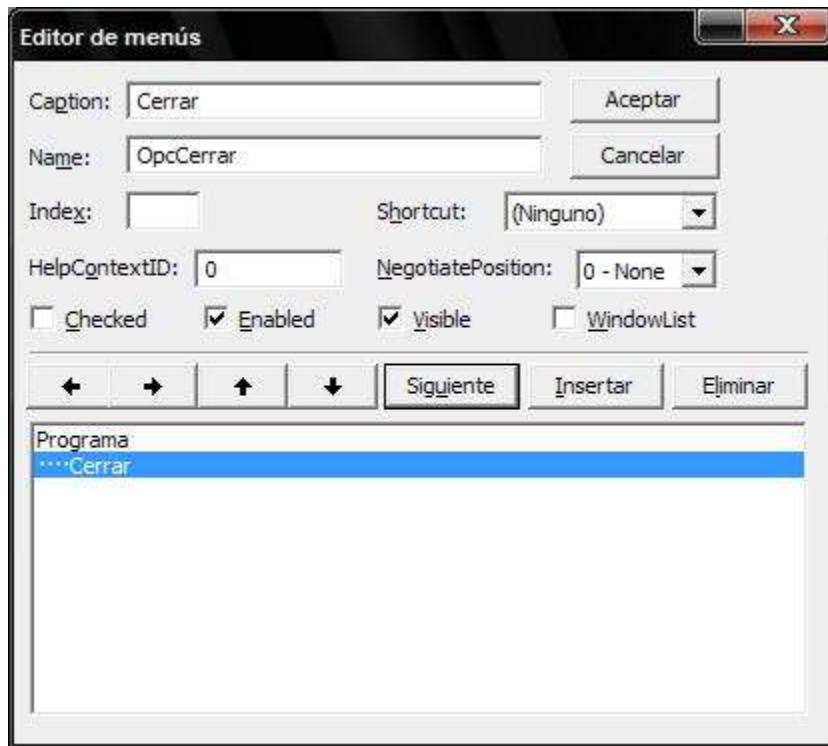 Editor de menús
Caption: Cerrar Aceptar
Name: OpcCerrar Cancelar
Index: Shortcut: (Ninguno)
HelpContextID: 0 NegotiatePosition: 0 - None
Checked Enabled Visible WindowList
Siguiente Insertar Eliminar
Programa
····Cerrar